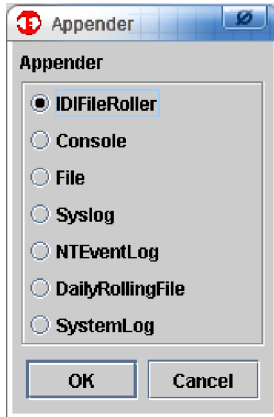 Appender
Appender
IDIFileRoller
Console
File
Syslog
NTEventLog
DailyRollingFile
SystemLog
OK
Cancel